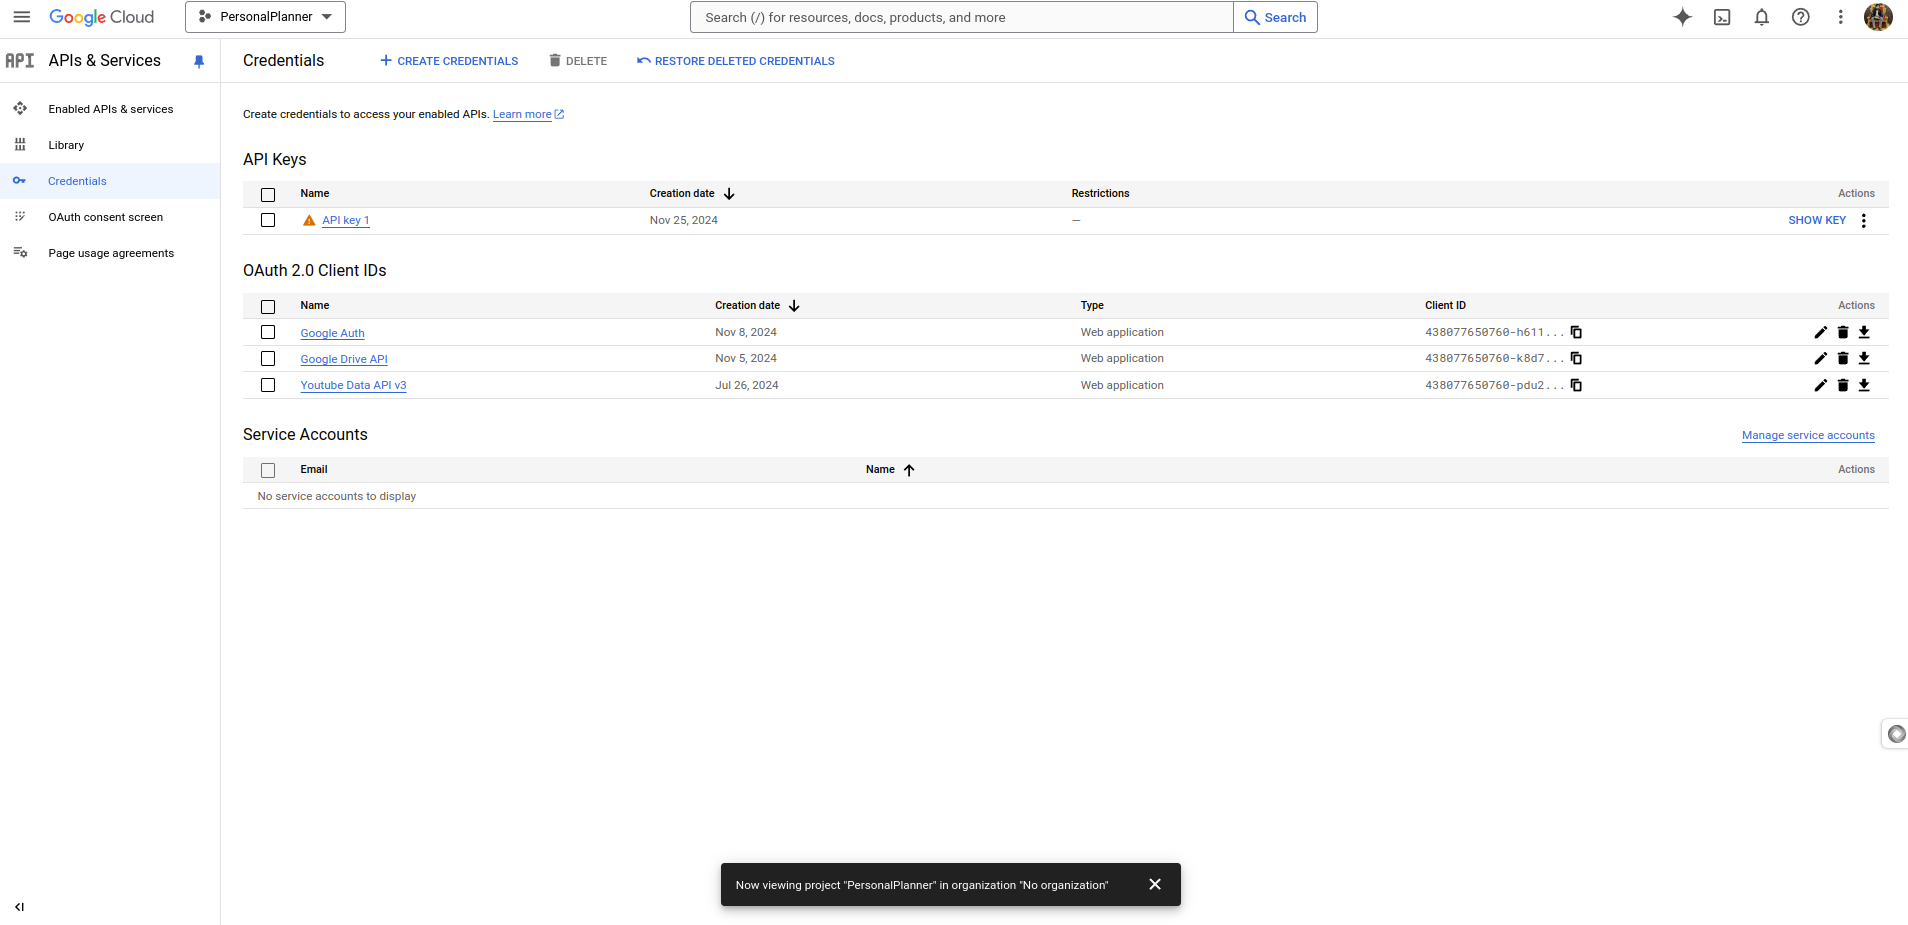 Google Cloud
PersonalPlanner
Search (/) for resources, docs, products, and more
Search
API
APIs & Services
Credentials
CREATE CREDENTIALS
DELETE
RESTORE DELETED CREDENTIALS
Enabled APIs & services
Library
Credentials
OAuth consent screen
Page usage agreements
Create credentials to access your enabled APIs. Learn more
API Keys
Name Creation date Restrictions Actions
API key 1 Nov 25, 2024 — SHOW KEY
OAuth 2.0 Client IDs
Name Creation date Type Client ID Actions
Google Auth Nov 8, 2024 Web application 438077650760-h611...
Google Drive API Nov 5, 2024 Web application 438077650760-k8d7...
Youtube Data API v3 Jul 26, 2024 Web application 438077650760-pdu2...
Service Accounts
Manage service accounts
Email Name Actions
No service accounts to display
Now viewing project "PersonalPlanner" in organization "No organization"